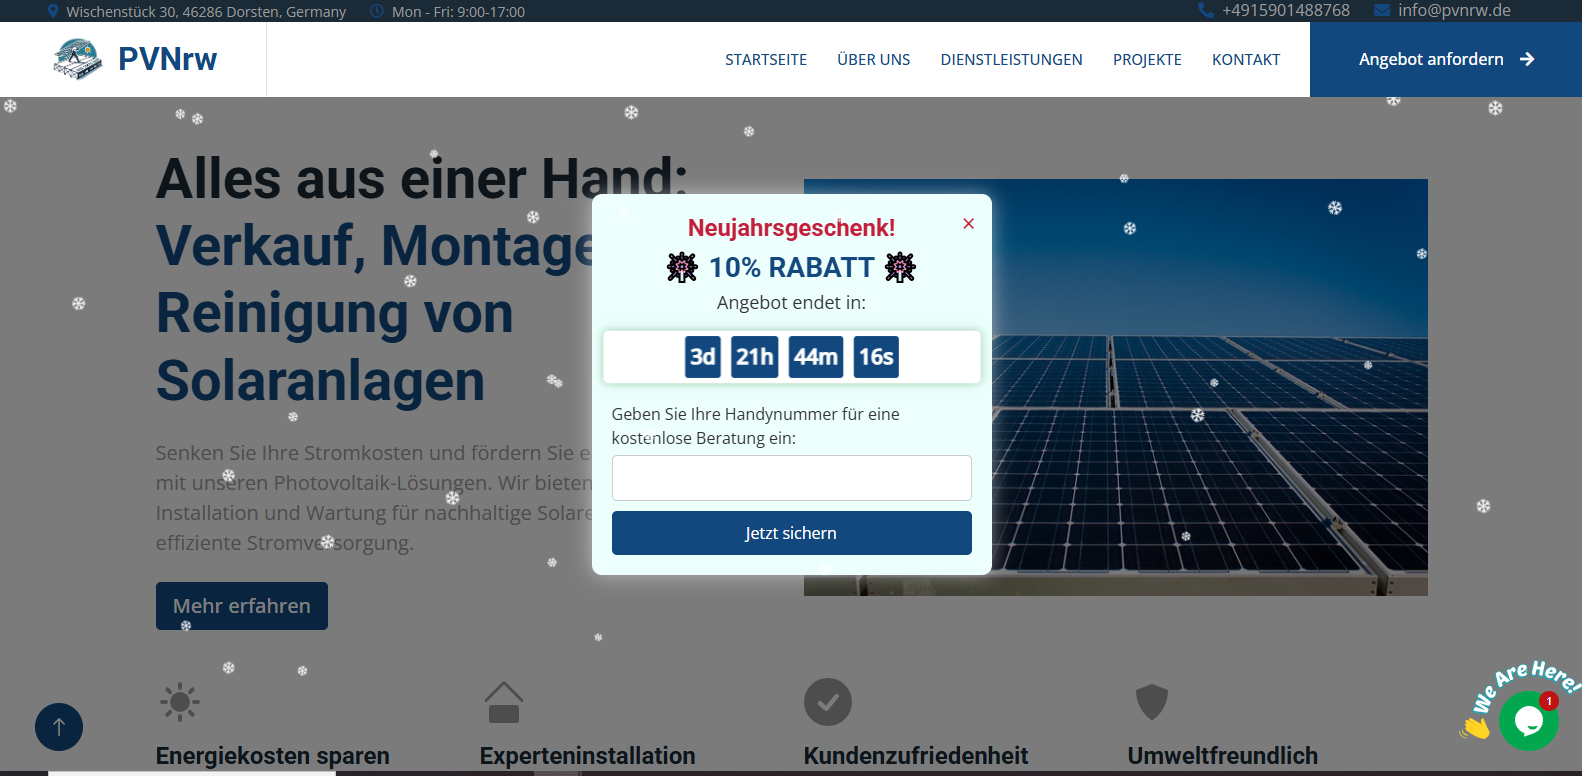 Wischenstück 30, 46286 Dorsten, Germany
Mon - Fri: 9:00-17:00
+4915901488768
info@pvnrw.de
PVNrw
STARTSEITE
ÜBER UNS
DIENSTLEISTUNGEN
PROJEKTE
KONTAKT
Angebot anfordern
Alles aus einer Hand:
Verkauf, Montage
Reinigung von
Solaranlagen
Senken Sie Ihre Stromkosten und fördern Sie
mit unseren Photovoltaik-Lösungen. Wir bieten
Installation und Wartung für nachhaltige
effiziente Stromversorgung.
Mehr erfahren
Neujahrsgeschenk!
10% RABATT
Angebot endet in:
3d 21h 44m 16s
Geben Sie Ihre Handynummer für eine
kostenlose Beratung ein:
Jetzt sichern
Energiekosten sparen
Experteninstallation
Kundenzufriedenheit
Umweltfreundlich
We Are Here!
1